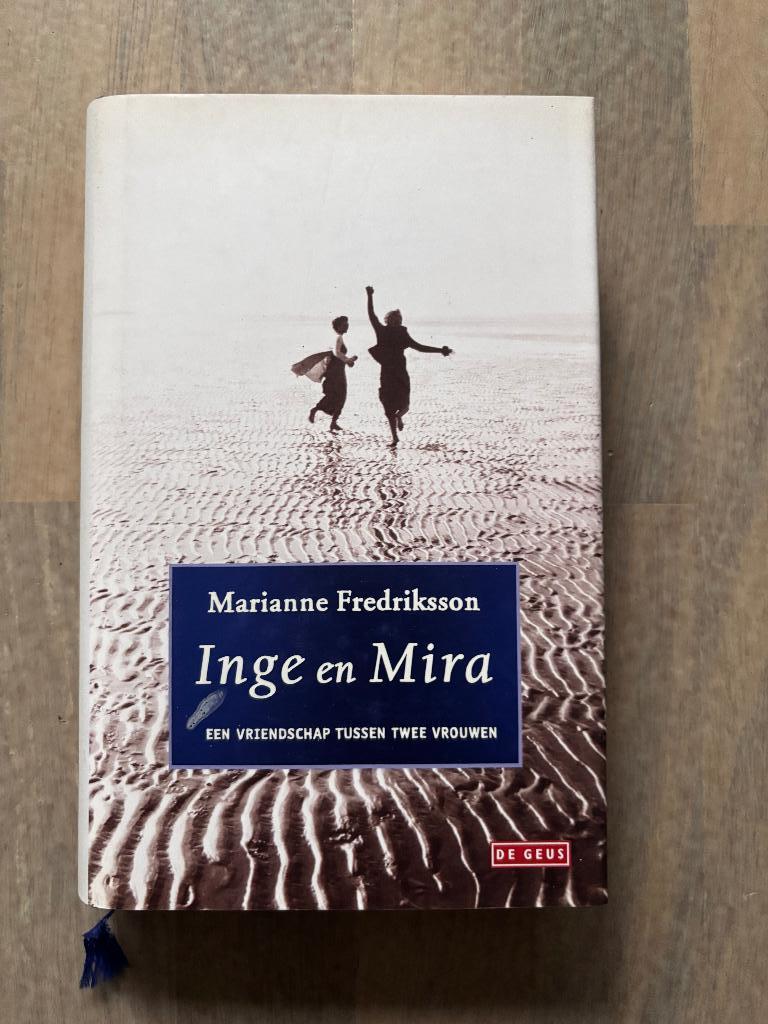 Marianne Fredriksson
Inge en Mira
EEN VRIENDSCHAP TUSSEN TWEE VROUWEN
DE GEUS